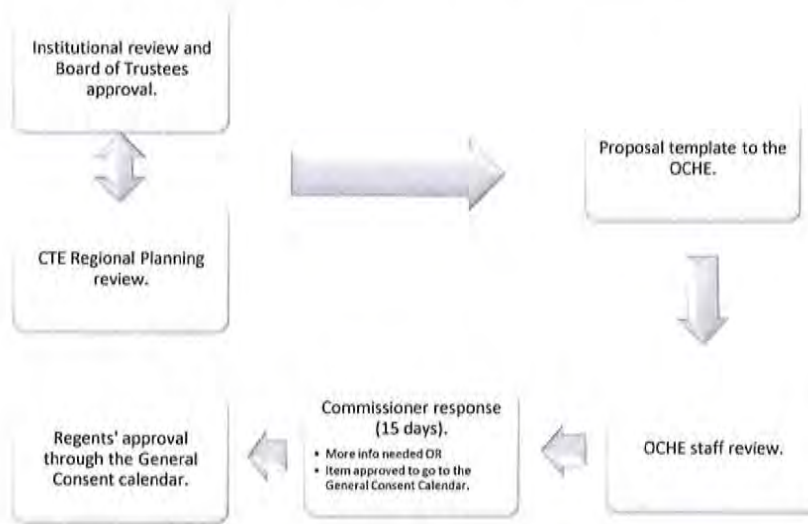 Institutional review and
Board of Trustees
approval.
CTE Regional Planning
review.
Proposal template to the
OCHE.
OCHE staff review.
Commissioner response
(15 days).
• More info needed OR
• Item approved to go to the
General Consent Calendar.
Regents' approval
through the General
Consent calendar.